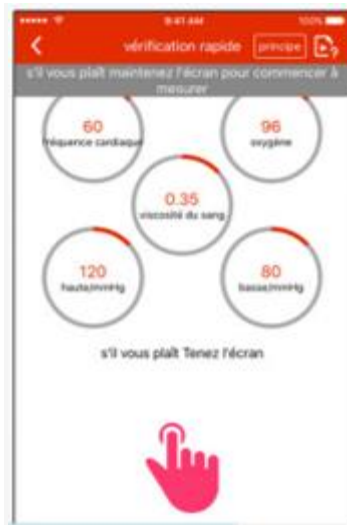 9:41 AM 100%
vérification rapide principe
s'il vous plaît maintenez l'écran pour commencer à
mesurer
60
fréquence cardiaque
96
oxygène
0.35
viscosité du sang
120
haute/mmHg
80
basse/mmHg
s'il vous plaît Tenez l'écran